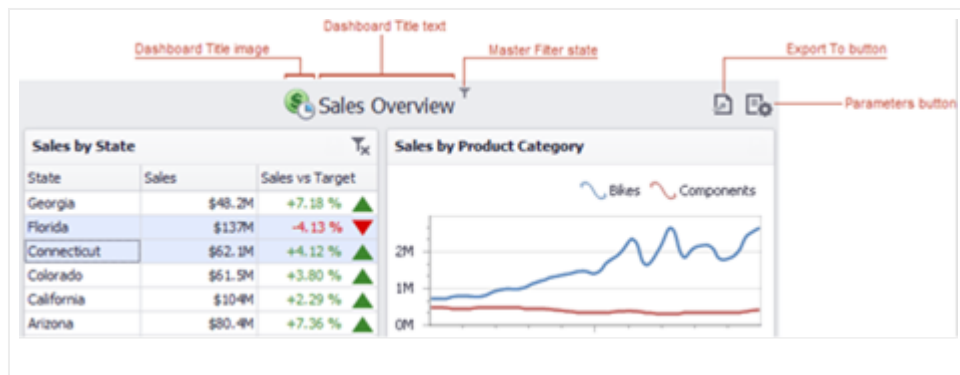 Dashboard Title text
Dashboard Title image
Master Filter state
Export To button
Sales Overview
Parameters button
Sales by State
Sales by Product Category
State Sales Sales vs Target
Bikes Components
Georgia $48.2M +7.18 %
Florida $137M -4.13 %
Connecticut $62.1M +4.12 %
2M
Colorado $61.5M +3.80 %
California $104M +2.29 %
1M
Arizona $80.4M +7.36 %
0M